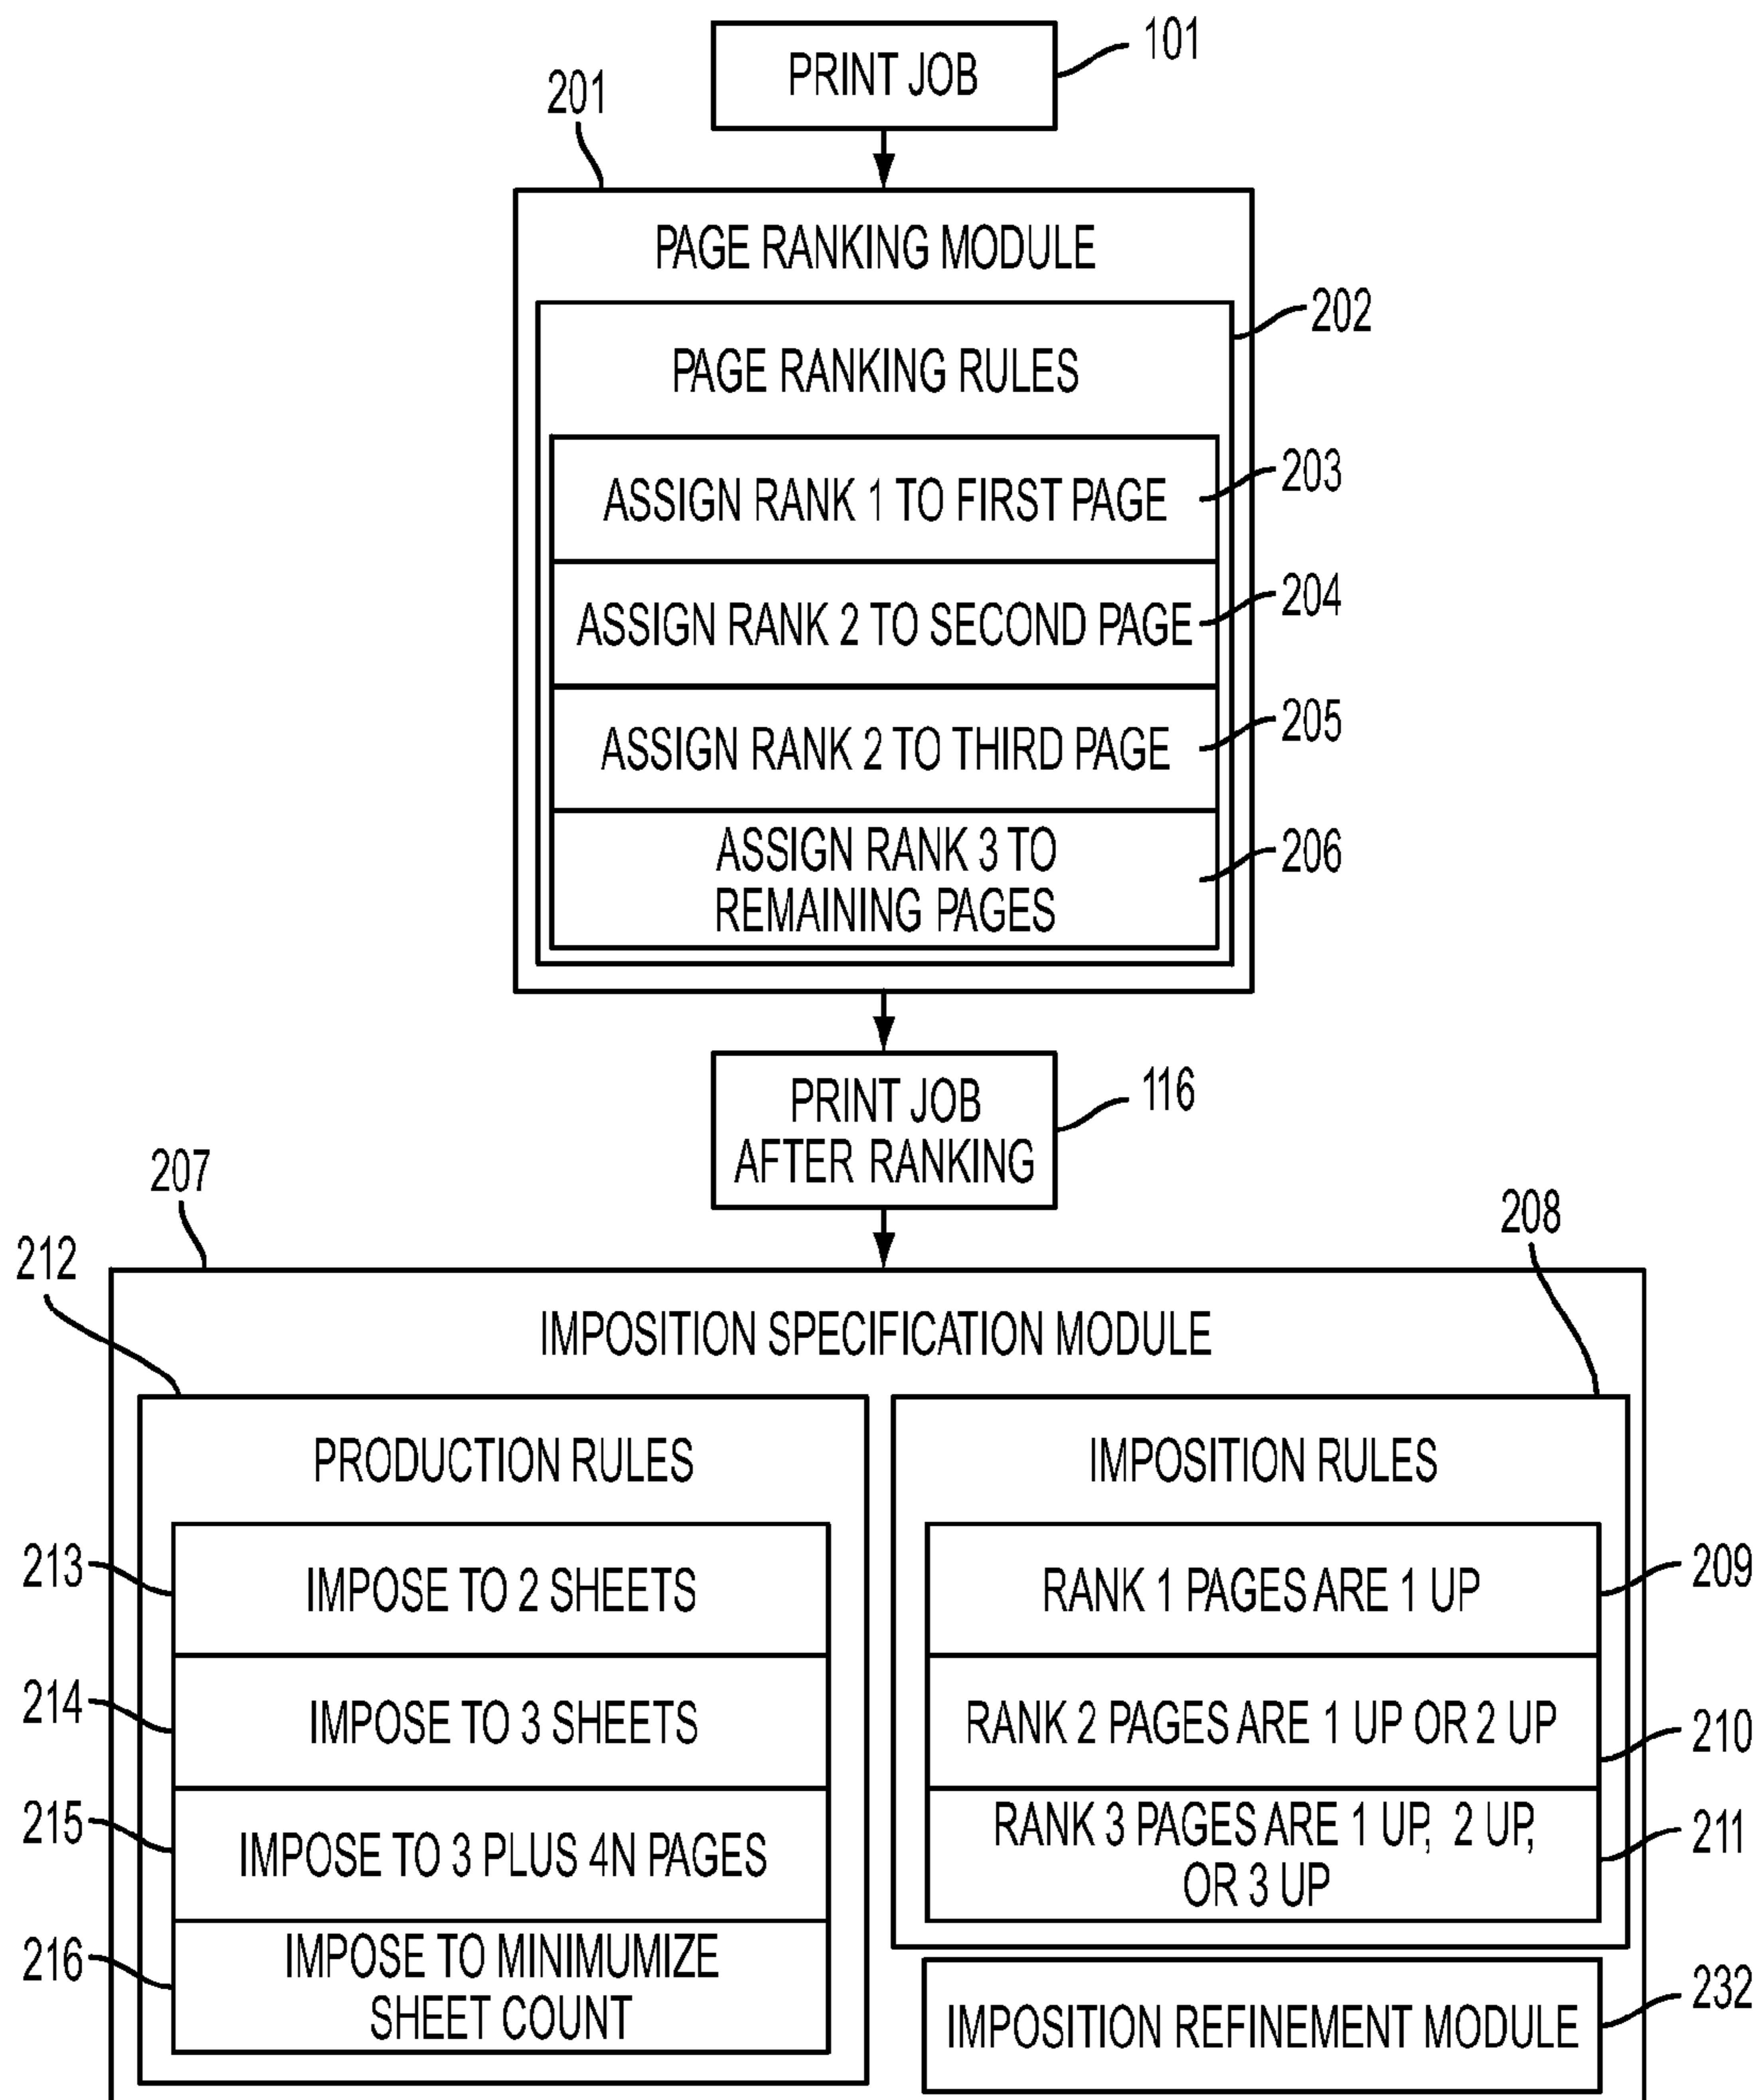 PRINT JOB
101
201
PAGE RANKING MODULE
202
PAGE RANKING RULES
ASSIGN RANK 1 TO FIRST PAGE
203
ASSIGN RANK 2 TO SECOND PAGE
204
ASSIGN RANK 2 TO THIRD PAGE
205
ASSIGN RANK 3 TO
REMAINING PAGES
206
PRINT JOB
AFTER RANKING
116
207
208
212
IMPOSITION SPECIFICATION MODULE
PRODUCTION RULES
213
IMPOSE TO 2 SHEETS
214
IMPOSE TO 3 SHEETS
215
IMPOSE TO 3 PLUS 4N PAGES
216
IMPOSE TO MINIMUMIZE
SHEET COUNT
IMPOSITION RULES
RANK 1 PAGES ARE 1 UP
209
RANK 2 PAGES ARE 1 UP OR 2 UP
210
RANK 3 PAGES ARE 1 UP, 2 UP,
OR 3 UP
211
IMPOSITION REFINEMENT MODULE
232